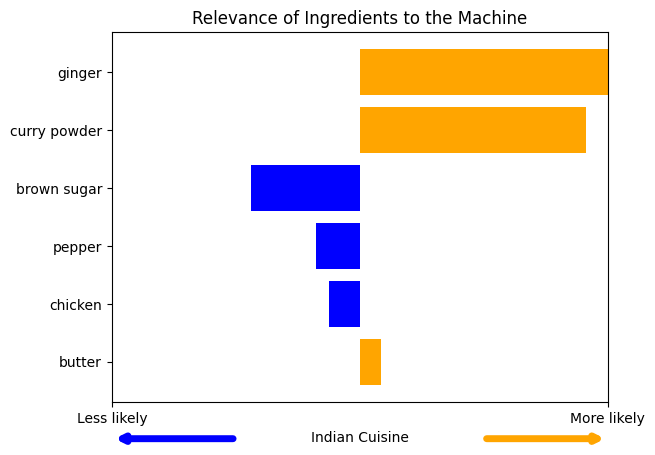 Relevance of Ingredients to the Machine
ginger
curry powder
brown sugar
pepper
chicken
butter
Less likely
More likely
Indian Cuisine